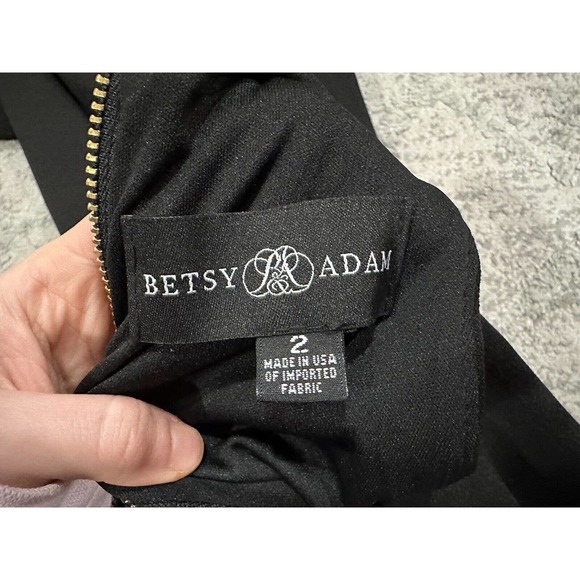 BETSY & ADAM
2
MADE IN USA
OF IMPORTED
FABRIC